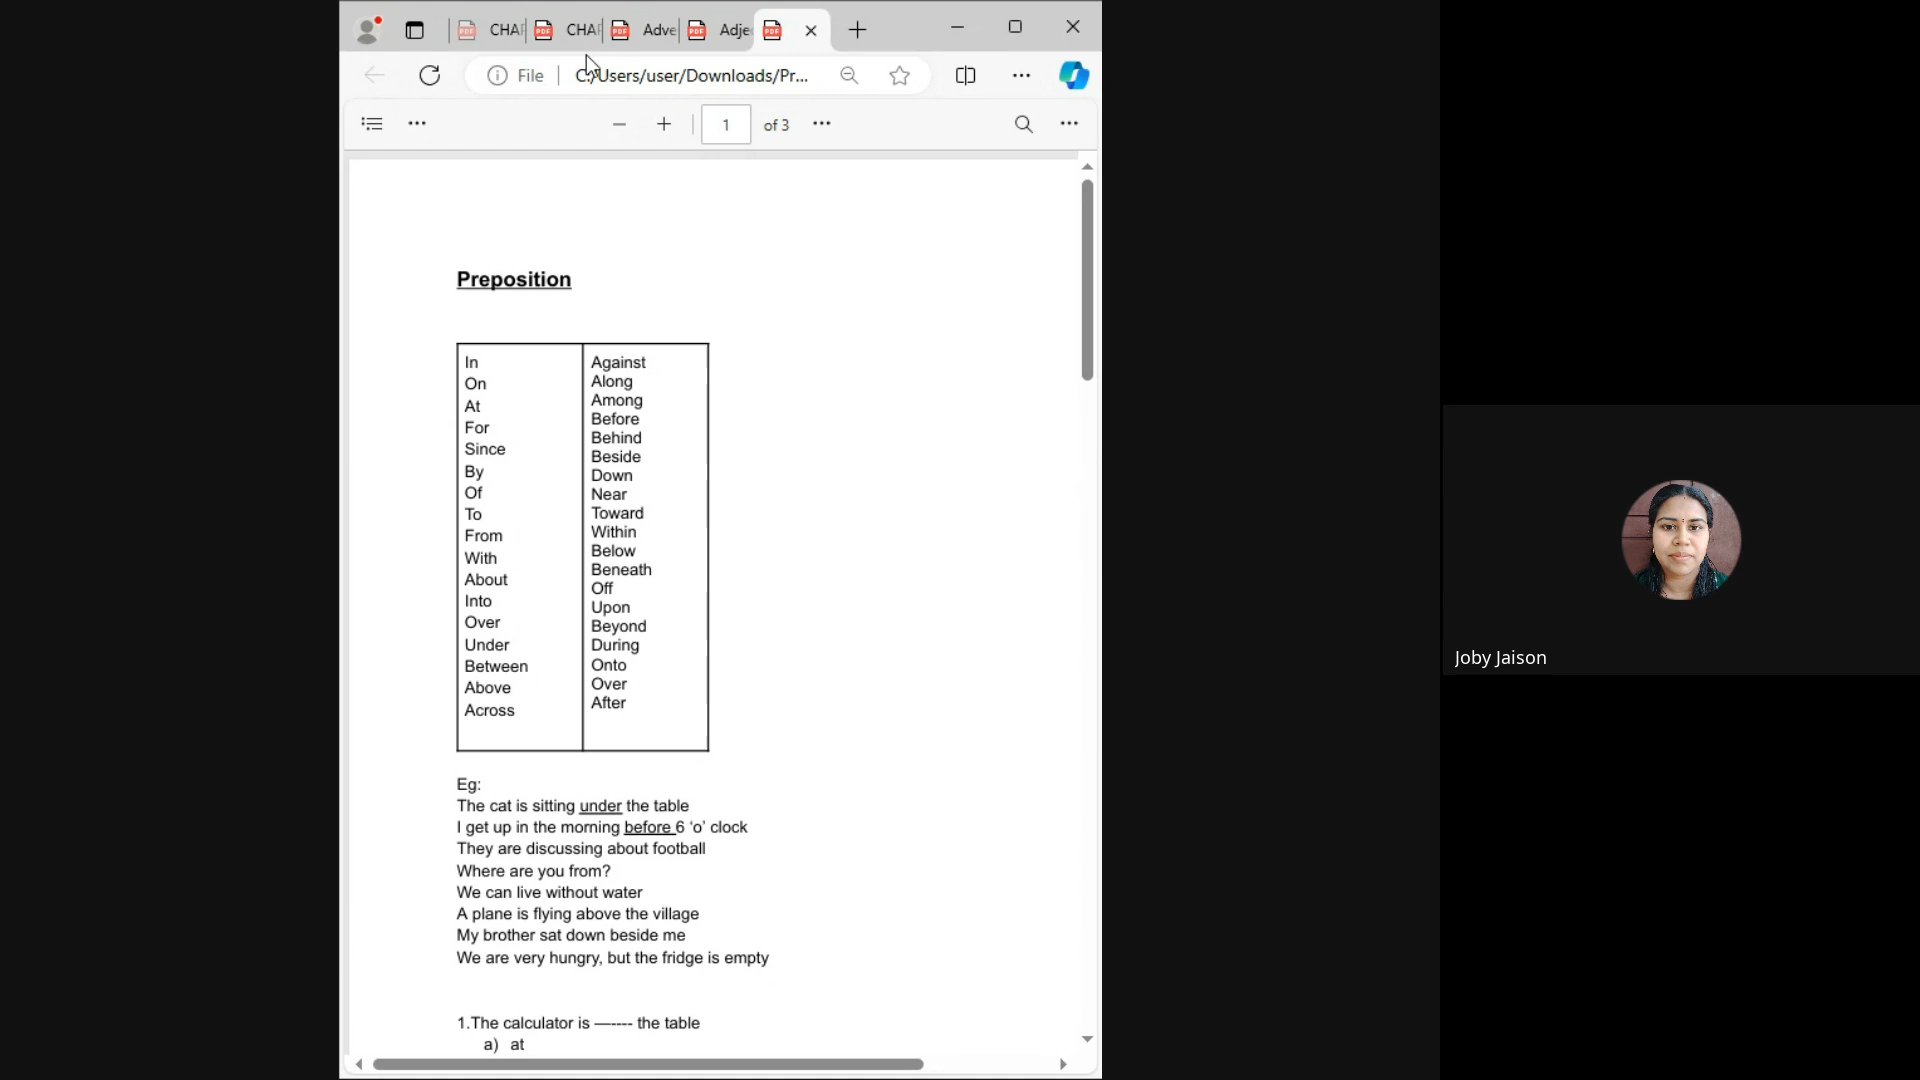 CHAP
CHAP
Adve
Adje
File
C:/Users/user/Downloads/Pr...
1 of 3
Preposition
In
On
At
For
Since
By
Of
To
From
With
About
Into
Over
Under
Between
Above
Across
Against
Along
Among
Before
Behind
Beside
Down
Near
Toward
Within
Below
Beneath
Off
Upon
Beyond
During
Onto
Over
After
Eg:
The cat is sitting under the table
I get up in the morning before 6 ‘o’ clock
They are discussing about football
Where are you from?
We can live without water
A plane is flying above the village
My brother sat down beside me
We are very hungry, but the fridge is empty
1.The calculator is —---- the table
a) at
Joby Jaison